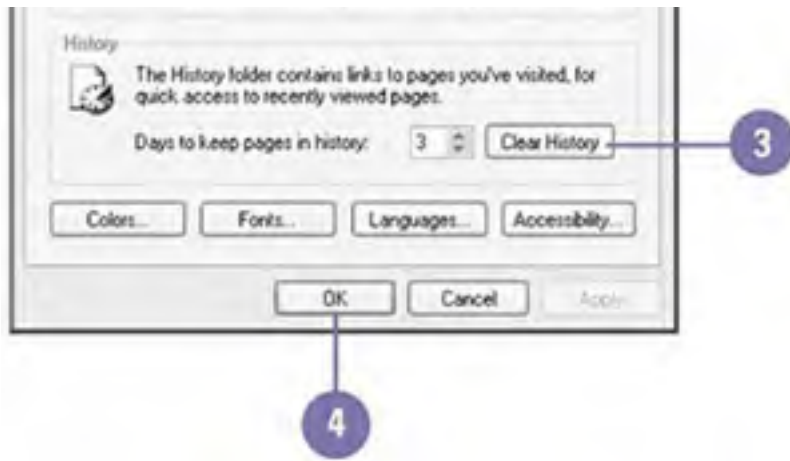 History
The History folder contains links to pages you've visited, for
quick access to recently viewed pages.
Days to keep pages in history: 3 Clear History 3
Colors... Fonts... Languages... Accessibility...
OK Cancel Apply
4